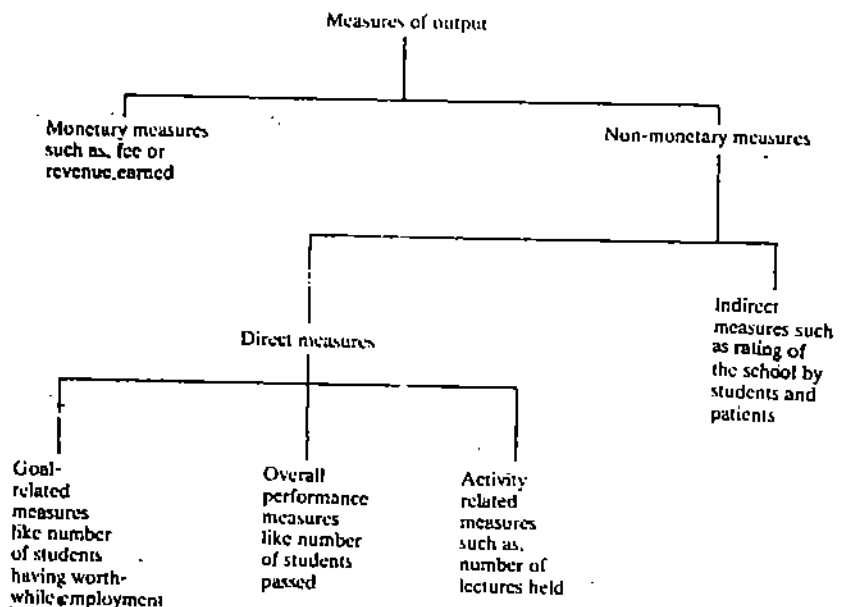 Measures of output
Monetary measures
such as, fee or
revenue earned
Non-monetary measures
Direct measures
Indirect
measures such
as rating of
the school by
students and
patients
Goal-
related
measures
like number
of students
having worth-
while employment
Overall
performance
measures
like number
of students
passed
Activity
related
measures
such as,
number of
lectures held